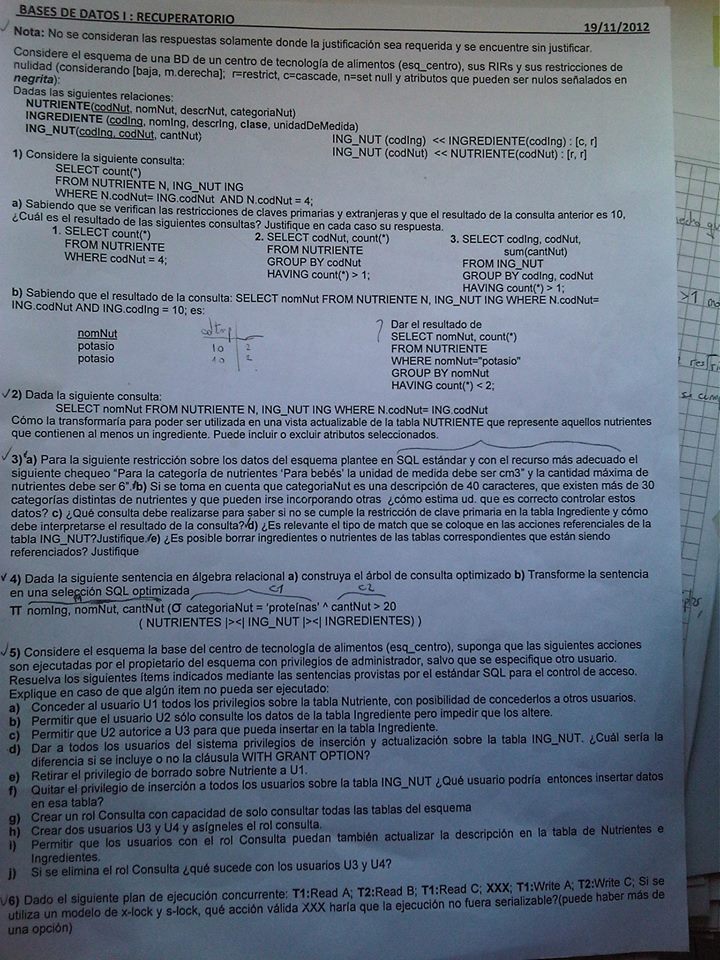 BASES DE DATOS I : RECUPERATORIO
19/11/2012
Nota: No se consideran las respuestas solamente donde la justificación sea requerida y se encuentre sin justificar.
Considere el esquema de una BD de un centro de tecnología de alimentos (esq_centro), sus RIRs y sus restricciones de
nulidad (considerando [baja, m.derecha]; r=restrict, c=cascade, n=set null y atributos que pueden ser nulos señalados en
negrita):
Dadas las siguientes relaciones:
NUTRIENTE(codNut, nomNut, descrNut, categoriaNut)
INGREDIENTE (codIng, nomIng, descrIng, clase, unidadDeMedida)
ING_NUT(codIng, codNut, cantNut)
ING_NUT (codIng) << INGREDIENTE(codIng) : [c, r]
ING_NUT (codNut) << NUTRIENTE(codNut) : [r, r]
1) Considere la siguiente consulta:
SELECT count(*)
FROM NUTRIENTE N, ING_NUT ING
WHERE N.codNut= ING.codNut AND N.codNut = 4;
a) Sabiendo que se verifican las restricciones de claves primarias y extranjeras y que el resultado de la consulta anterior es 10,
¿Cuál es el resultado de las siguientes consultas? Justifique en cada caso su respuesta.
1. SELECT count(*)
FROM NUTRIENTE
WHERE codNut = 4;
2. SELECT codNut, count(*)
FROM NUTRIENTE
GROUP BY codNut
HAVING count(*) > 1;
3. SELECT codIng, codNut,
sum(cantNut)
FROM ING_NUT
GROUP BY codIng, codNut
HAVING count(*) > 1;
b) Sabiendo que el resultado de la consulta: SELECT nomNut FROM NUTRIENTE N, ING_NUT ING WHERE N.codNut=
ING.codNut AND ING.codIng = 10; es:
nomNut
potasio
potasio
10 2
10 2
Dar el resultado de
SELECT nomNut, count(*)
FROM NUTRIENTE
WHERE nomNut="potasio"
GROUP BY nomNut
HAVING count(*) < 2;
2) Dada la siguiente consulta:
SELECT nomNut FROM NUTRIENTE N, ING_NUT ING WHERE N.codNut= ING.codNut
Cómo la transformaría para poder ser utilizada en una vista actualizable de la tabla NUTRIENTE que represente aquellos nutrientes
que contienen al menos un ingrediente. Puede incluir o excluir atributos seleccionados.
3) a) Para la siguiente restricción sobre los datos del esquema plantee en SQL estándar y con el recurso más adecuado el
siguiente chequeo "Para la categoría de nutrientes 'Para bebés' la unidad de medida debe ser cm3" y la cantidad máxima de
nutrientes debe ser 6". b) Si se toma en cuenta que categoriaNut es una descripción de 40 caracteres, que existen más de 30
categorías distintas de nutrientes y que pueden irse incorporando otras ¿cómo estima ud. que es correcto controlar estos
datos? c) ¿Qué consulta debe realizarse para saber si no se cumple la restricción de clave primaria en la tabla Ingrediente y cómo
debe interpretarse el resultado de la consulta? d) ¿Es relevante el tipo de match que se coloque en las acciones referenciales de la
tabla ING_NUT?Justifique. e) ¿Es posible borrar ingredientes o nutrientes de las tablas correspondientes que están siendo
referenciados? Justifique
4) Dada la siguiente sentencia en álgebra relacional a) construya el árbol de consulta optimizado b) Transforme la sentencia
en una selección SQL optimizada
C1 C2
π nomIng, nomNut, cantNut (σ categoriaNut = 'proteínas' ^ cantNut > 20
( NUTRIENTES |><| ING_NUT |><| INGREDIENTES) )
5) Considere el esquema la base del centro de tecnología de alimentos (esq_centro), suponga que las siguientes acciones
son ejecutadas por el propietario del esquema con privilegios de administrador, salvo que se especifique otro usuario.
Resuelva los siguientes ítems indicados mediante las sentencias provistas por el estándar SQL para el control de acceso.
Explique en caso de que algún item no pueda ser ejecutado:
a) Conceder al usuario U1 todos los privilegios sobre la tabla Nutriente, con posibilidad de concederlos a otros usuarios.
b) Permitir que el usuario U2 sólo consulte los datos de la tabla Ingrediente pero impedir que los altere.
c) Permitir que U2 autorice a U3 para que pueda insertar en la tabla Ingrediente.
d) Dar a todos los usuarios del sistema privilegios de inserción y actualización sobre la tabla ING_NUT. ¿Cuál sería la
diferencia si se incluye o no la cláusula WITH GRANT OPTION?
e) Retirar el privilegio de borrado sobre Nutriente a U1.
f) Quitar el privilegio de inserción a todos los usuarios sobre la tabla ING_NUT ¿Qué usuario podría entonces insertar datos
en esa tabla?
g) Crear un rol Consulta con capacidad de solo consultar todas las tablas del esquema
h) Crear dos usuarios U3 y U4 y asígneles el rol consulta.
i) Permitir que los usuarios con el rol Consulta puedan también actualizar la descripción en la tabla de Nutrientes e
Ingredientes.
j) Si se elimina el rol Consulta ¿qué sucede con los usuarios U3 y U4?
6) Dado el siguiente plan de ejecución concurrente: T1:Read A; T2:Read B; T1:Read C; XXX; T1:Write A; T2:Write C; Si se
utiliza un modelo de x-lock y s-lock, qué acción válida XXX haría que la ejecución no fuera serializable?(puede haber más de
una opción)